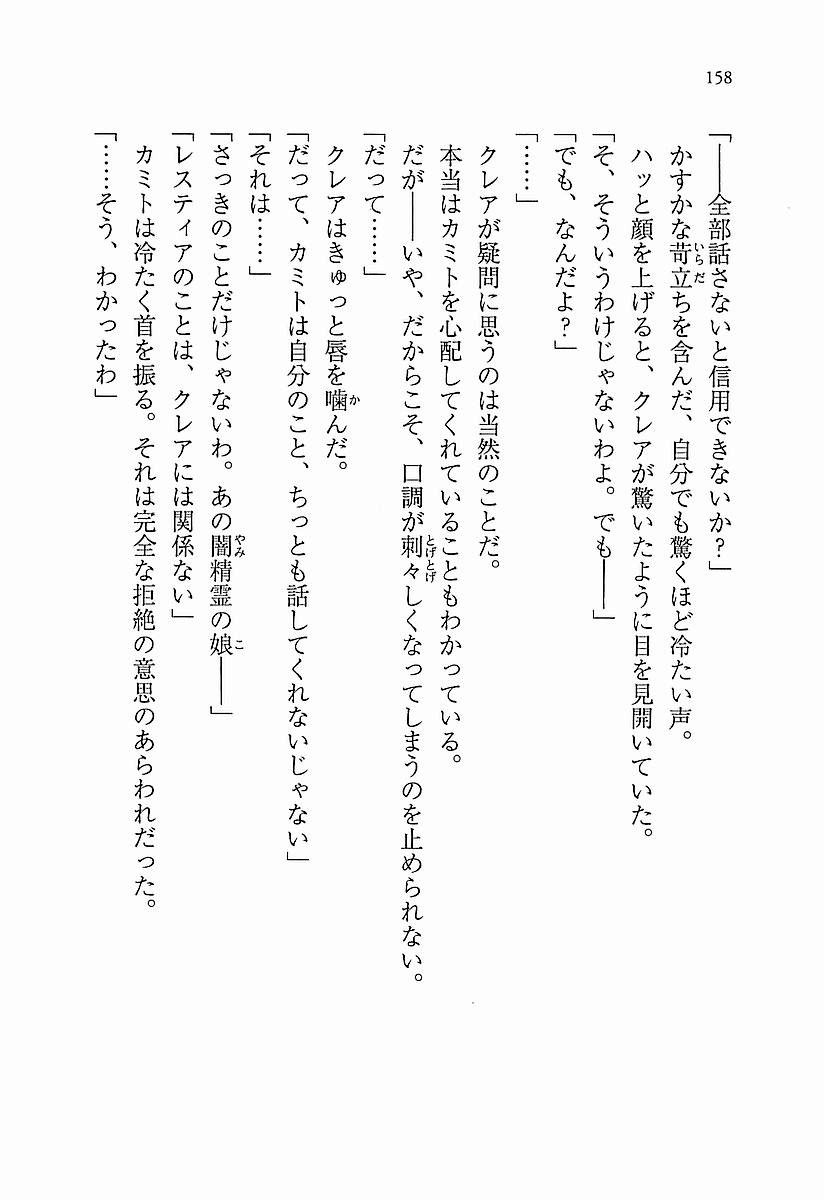 158
「――全部話さないと信用できないか?」
かすかな苛立ちを含んだ、自分でも驚くほど冷たい声。
ハッと顔を上げると、クレアが驚いたように目を見開いていた。
「そ、そういうわけじゃないわよ。でも――」
「でも、なんだよ?」
「……」
クレアが疑問に思うのは当然のことだ。
本当はカミトを心配してくれていることもわかっている。
だが――いや、だからこそ、口調が刺々しくなってしまうのを止められない。
「だって……」
クレアはきゅっと唇を噛んだ。
「だって、カミトは自分のこと、ちっとも話してくれないじゃない」
「それは……」
「さっきのことだけじゃないわ。あの闇精霊の娘――」
「レスティアのことは、クレアには関係ない」
カミトは冷たく首を振る。それは完全な拒絶の意思のあらわれだった。
「……そう、わかったわ」